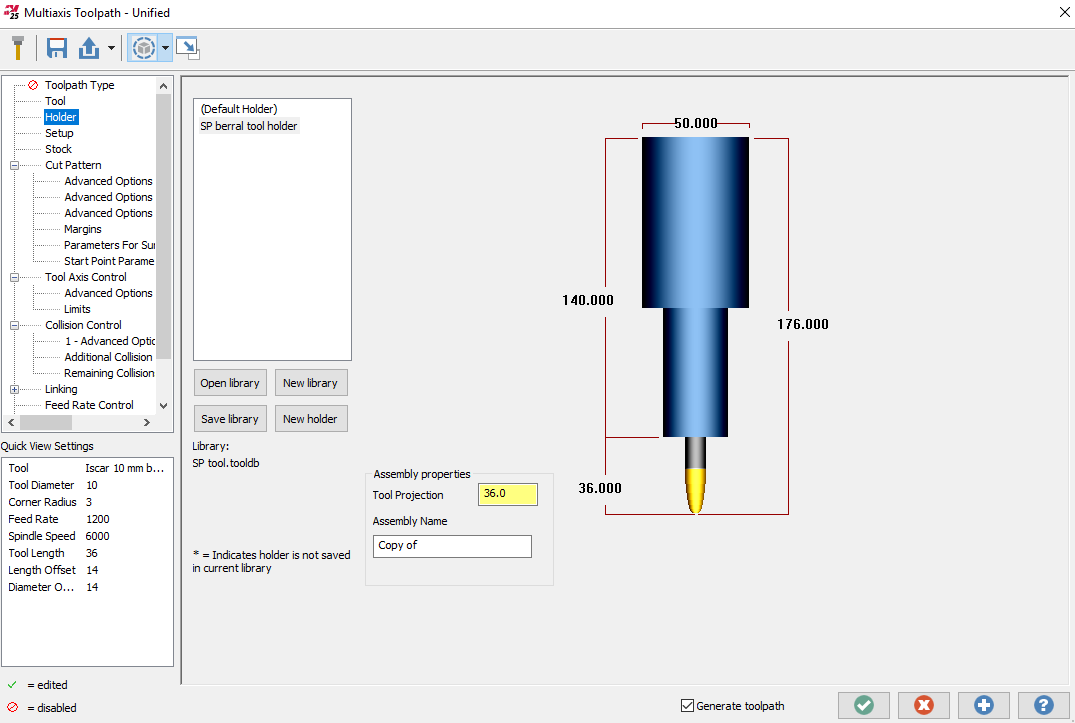 25
Multiaxis Toolpath - Unified
Toolpath Type
Tool
Holder
Setup
Stock
Cut Pattern
Advanced Options
Advanced Options
Advanced Options
Margins
Parameters For Sur
Start Point Parame
Tool Axis Control
Advanced Options
Limits
Collision Control
1 - Advanced Optic
Additional Collision
Remaining Collision
Linking
Feed Rate Control
Quick View Settings
Tool Iscar 10 mm b...
Tool Diameter 10
Corner Radius 3
Feed Rate 1200
Spindle Speed 6000
Tool Length 36
Length Offset 14
Diameter O... 14
= edited
= disabled
(Default Holder)
SP berral tool holder
Open library New library
Save library New holder
Library:
SP tool.tooldb
* = Indicates holder is not saved
in current library
Assembly properties
Tool Projection 36.0
Assembly Name
Copy of
50.000
140.000
176.000
36.000
Generate toolpath